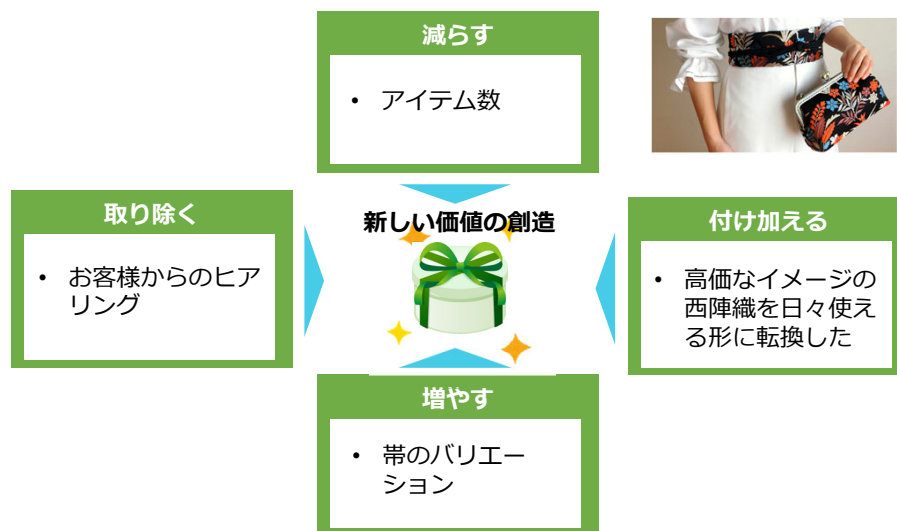 減らす
• アイテム数
取り除く
• お客様からのヒア
リング
新しい価値の創造
付け加える
• 高価なイメージの
西陣織を日々使え
る形に転換した
増やす
• 帯のバリエー
ション